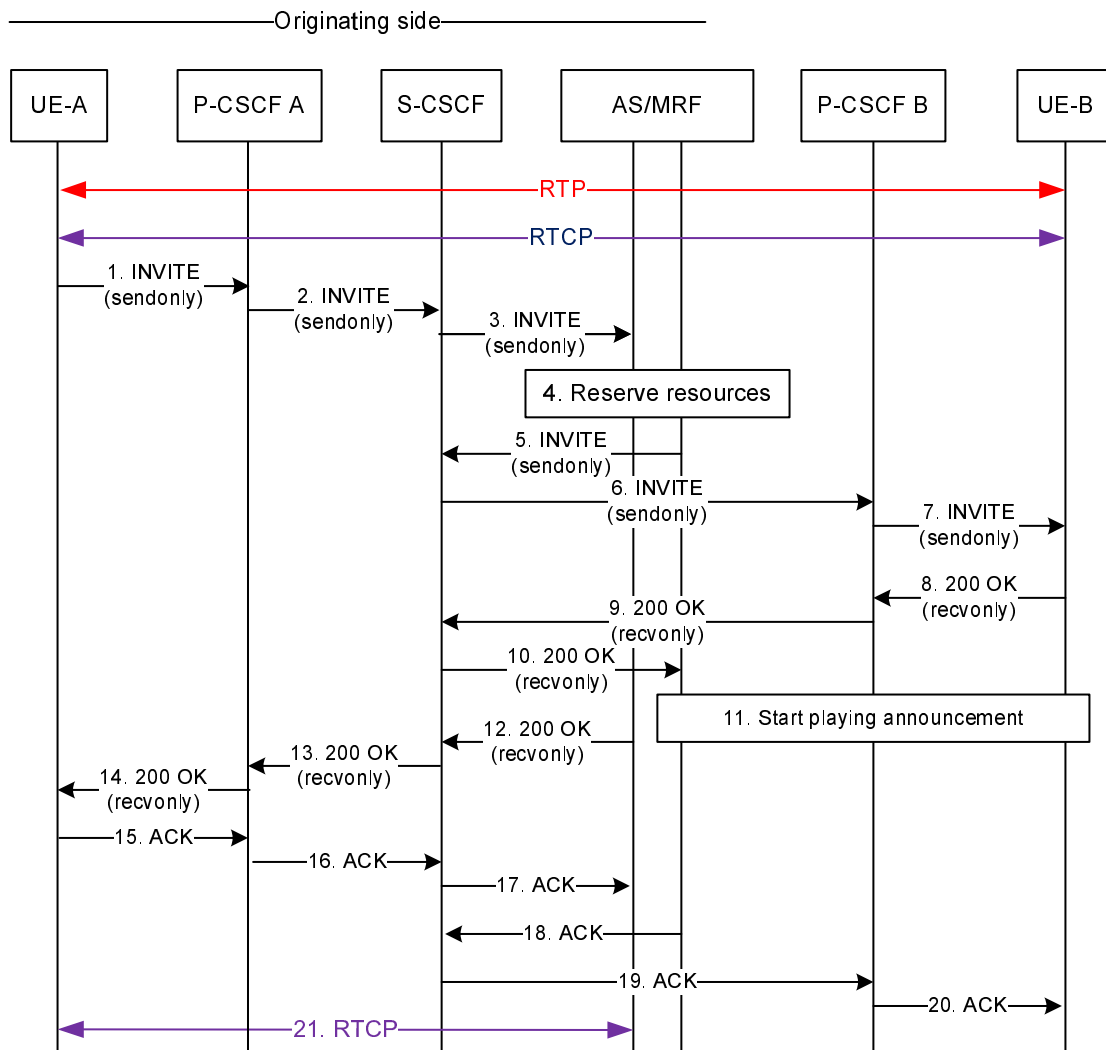 Originating side
UE-A
P-CSCF A
S-CSCF
AS/MRF
P-CSCF B
UE-B
RTP
RTCP
1. INVITE
(sendonly)
2. INVITE
(sendonly)
3. INVITE
(sendonly)
4. Reserve resources
5. INVITE
(sendonly)
6. INVITE
(sendonly)
7. INVITE
(sendonly)
8. 200 OK
(recvonly)
9. 200 OK
(recvonly)
10. 200 OK
(recvonly)
11. Start playing announcement
12. 200 OK
(recvonly)
13. 200 OK
(recvonly)
14. 200 OK
(recvonly)
15. ACK
16. ACK
17. ACK
18. ACK
19. ACK
20. ACK
21. RTCP